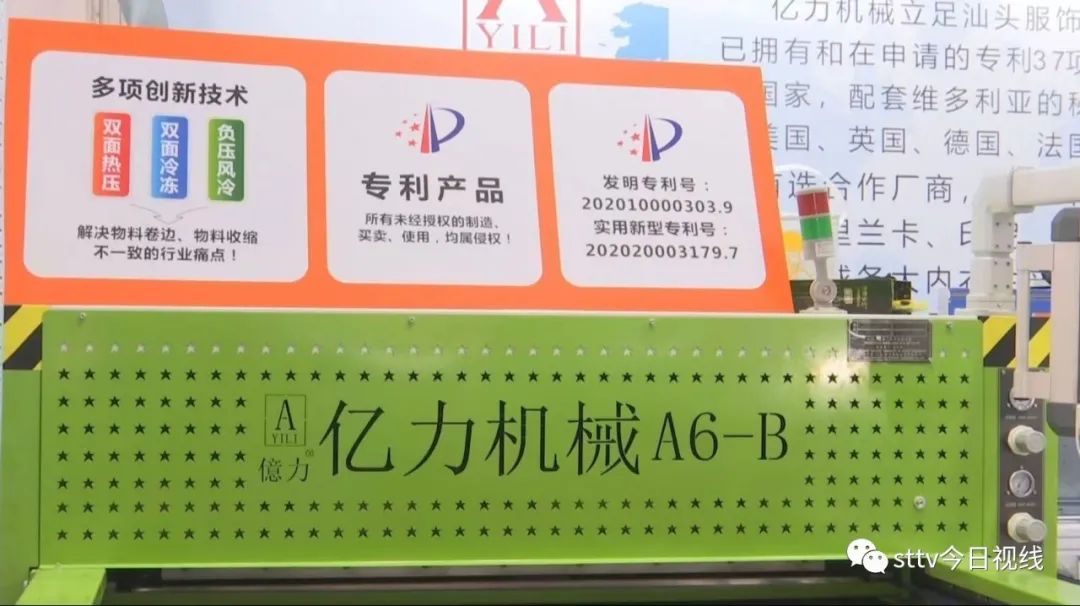 多项创新技术
双面热压
双面冷冻
负压风冷
解决物料卷边、物料收缩
不一致的行业痛点！
专利产品
所有未经授权的制造、
买卖、使用，均属侵权！
发明专利号：
202010000303.9
实用新型专利号：
202020003179.7
YILI
亿力机械立足汕头服饰
已拥有和在申请的专利37项
国家，配套维多利亚的秘
美国、英国、德国、法国
首选合作厂商，
里兰卡、印
各大内衣
A
YILI
億力®
亿力机械A6-B
sttv今日视线